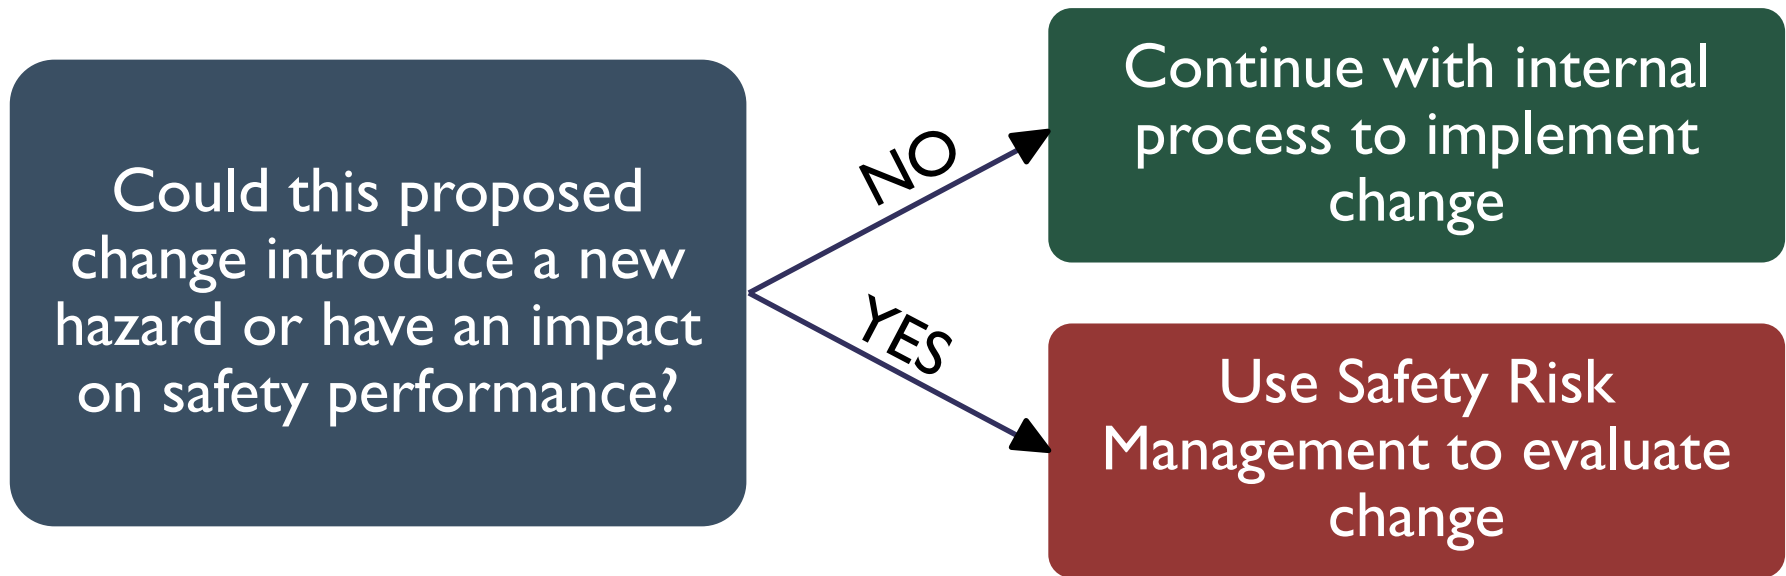 Could this proposed
change introduce a new
hazard or have an impact
on safety performance?
NO
Continue with internal
process to implement
change
YES
Use Safety Risk
Management to evaluate
change